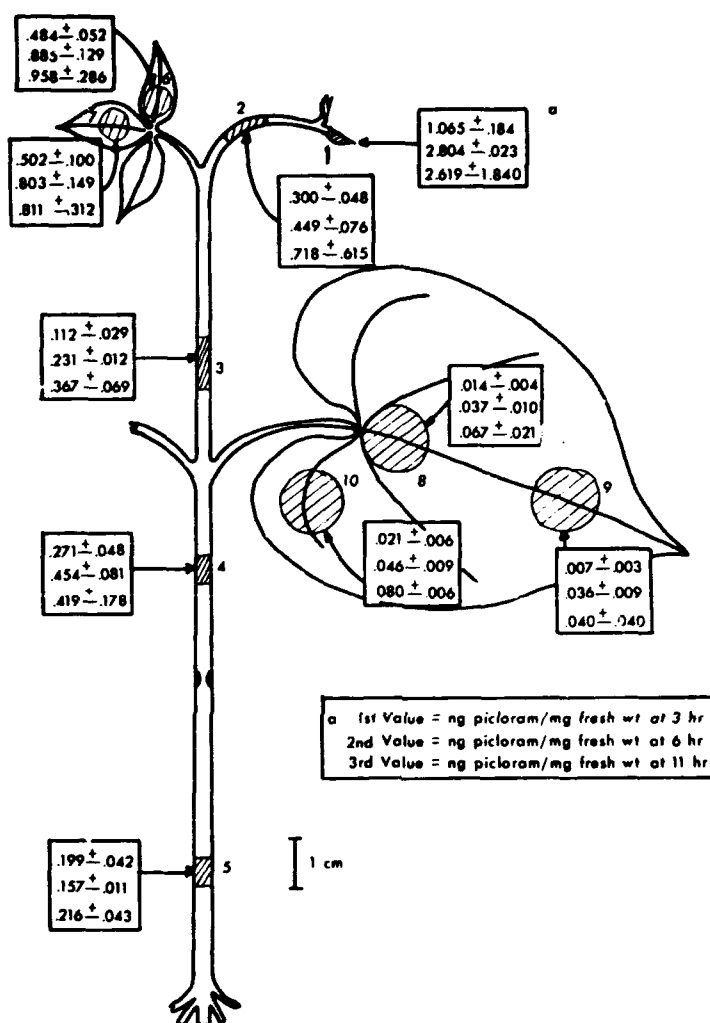 .484 ± .052
.885 ± .129
.958 ± .286
6
7
2
1
a
1.065 ± .184
2.804 ± .023
2.619 ± 1.840
.502 ± .100
.803 ± .149
.811 ± .312
.300 ± .048
.449 ± .076
.718 ± .615
.112 ± .029
.231 ± .012
.367 ± .069
3
.014 ± .004
.037 ± .010
.067 ± .021
10
8
9
.271 ± .048
.454 ± .081
.419 ± .178
4
.021 ± .006
.046 ± .009
.080 ± .006
.007 ± .003
.036 ± .009
.040 ± .040
a 1st Value = ng picloram/mg fresh wt at 3 hr
2nd Value = ng picloram/mg fresh wt at 6 hr
3rd Value = ng picloram/mg fresh wt at 11 hr
.199 ± .042
.157 ± .011
.216 ± .043
5
1 cm